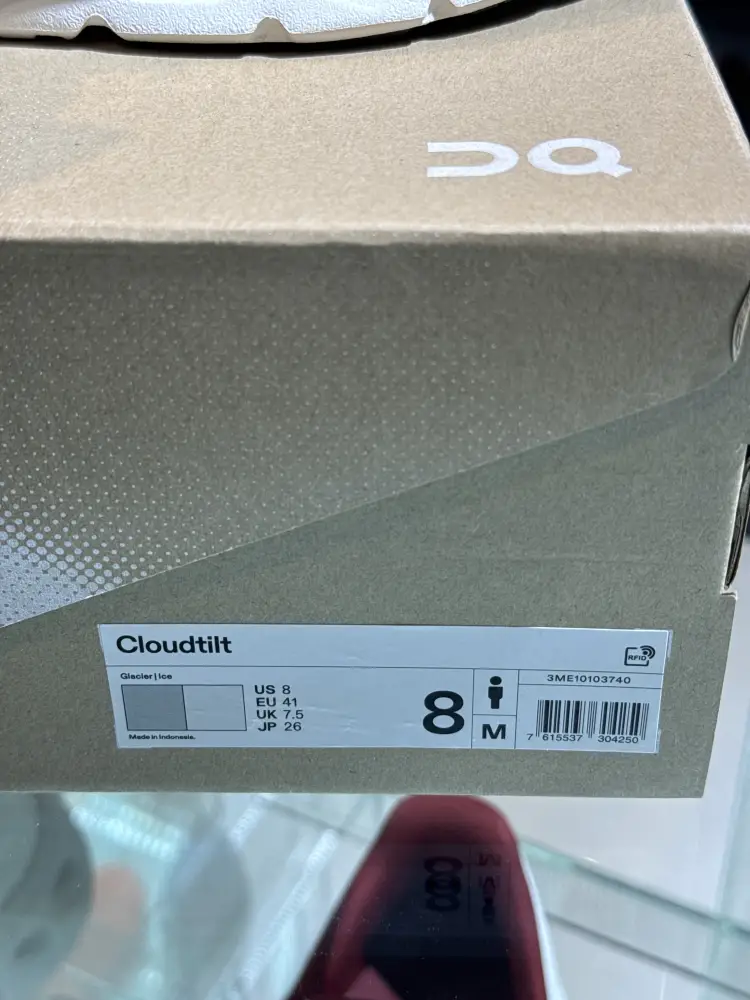 On
Cloudtilt
RFID
Glacier | Ice
3ME10103740
US 8
EU 41
UK 7.5
JP 26
8
M
Made in Indonesia.
7 615537 304250